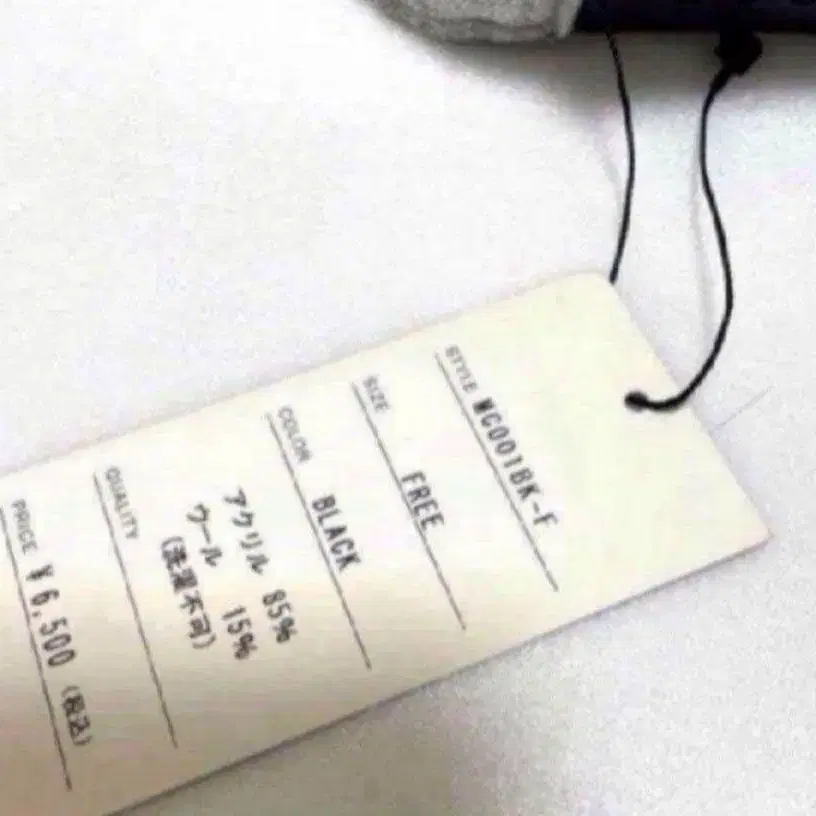 STYLE WC001BK-F
SIZE FREE
COLOR BLACK
アクリル 85%
ウール 15%
(洗濯不可)
QUALITY
PRICE ¥6,500 (税込)